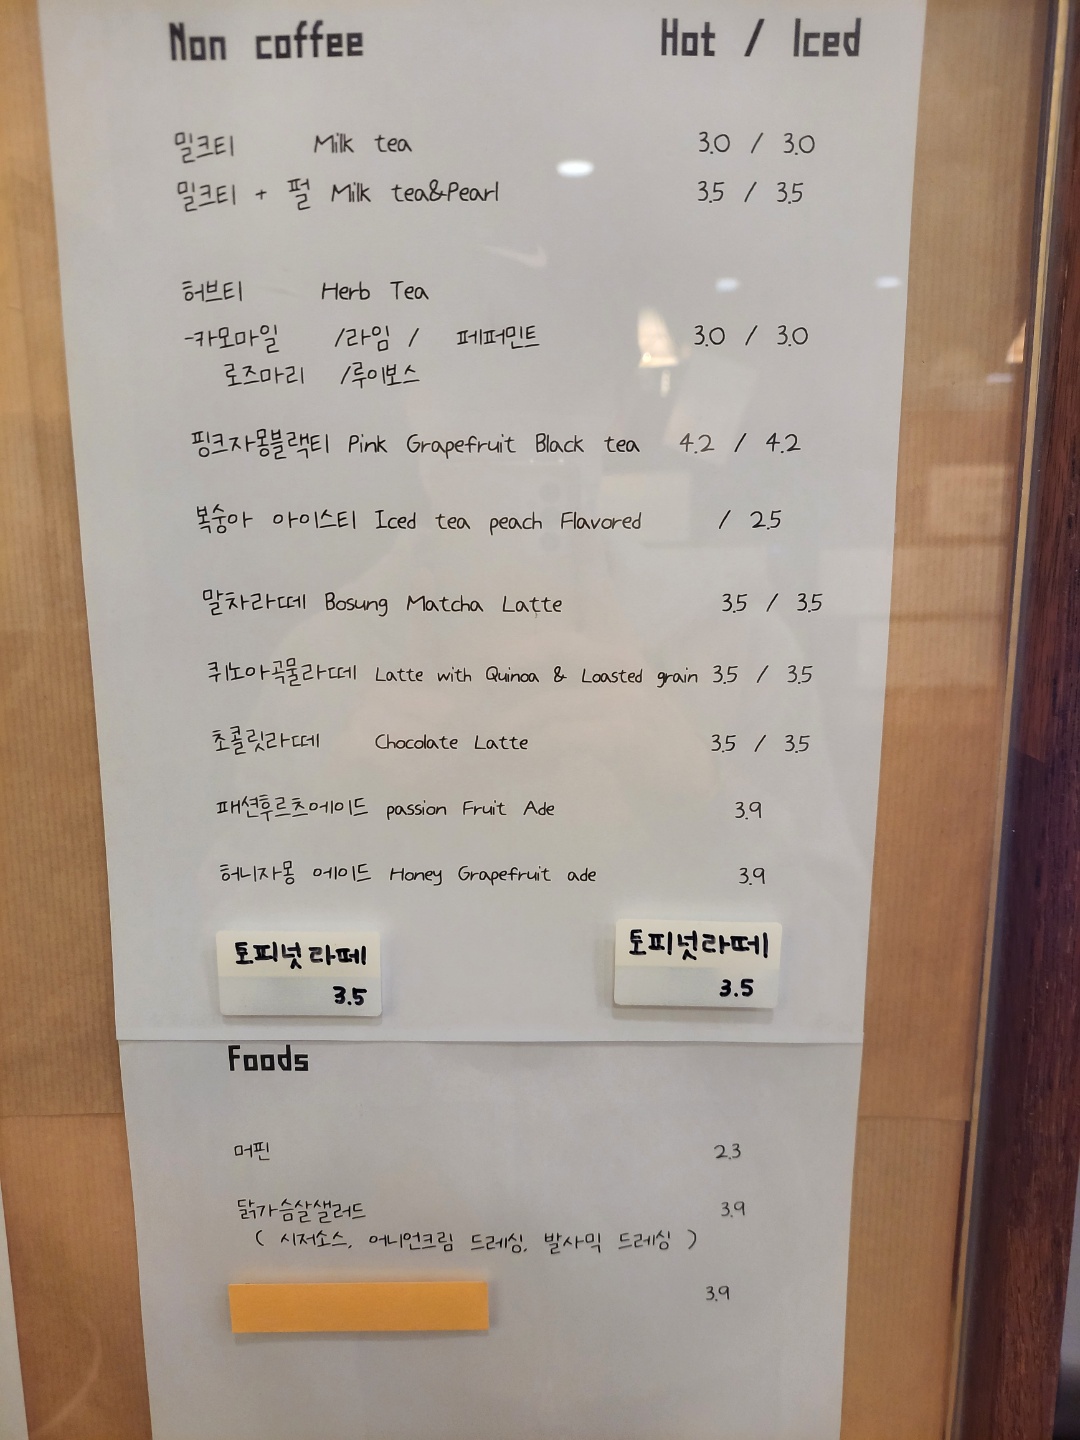 Non coffee Hot / Iced
밀크티 Milk tea 3.0 / 3.0
밀크티 + 펄 Milk tea&Pearl 3.5 / 3.5
허브티 Herb Tea
-카모마일 /라임 / 페퍼민트 3.0 / 3.0
로즈마리 /루이보스
핑크자몽블랙티 Pink Grapefruit Black tea 4.2 / 4.2
복숭아 아이스티 Iced tea peach Flavored / 2.5
말차라떼 Bosung Matcha Latte 3.5 / 3.5
퀴노아곡물라떼 Latte with Quinoa & Loasted grain 3.5 / 3.5
초콜릿라떼 Chocolate Latte 3.5 / 3.5
패션후르츠에이드 passion Fruit Ade 3.9
허니자몽 에이드 Honey Grapefruit ade 3.9
토피넛라떼 토피넛라떼
3.5 3.5
Foods
머핀 2.3
닭가슴살샐러드 3.9
( 시저소스, 어니언크림 드레싱, 발사믹 드레싱 )
3.9